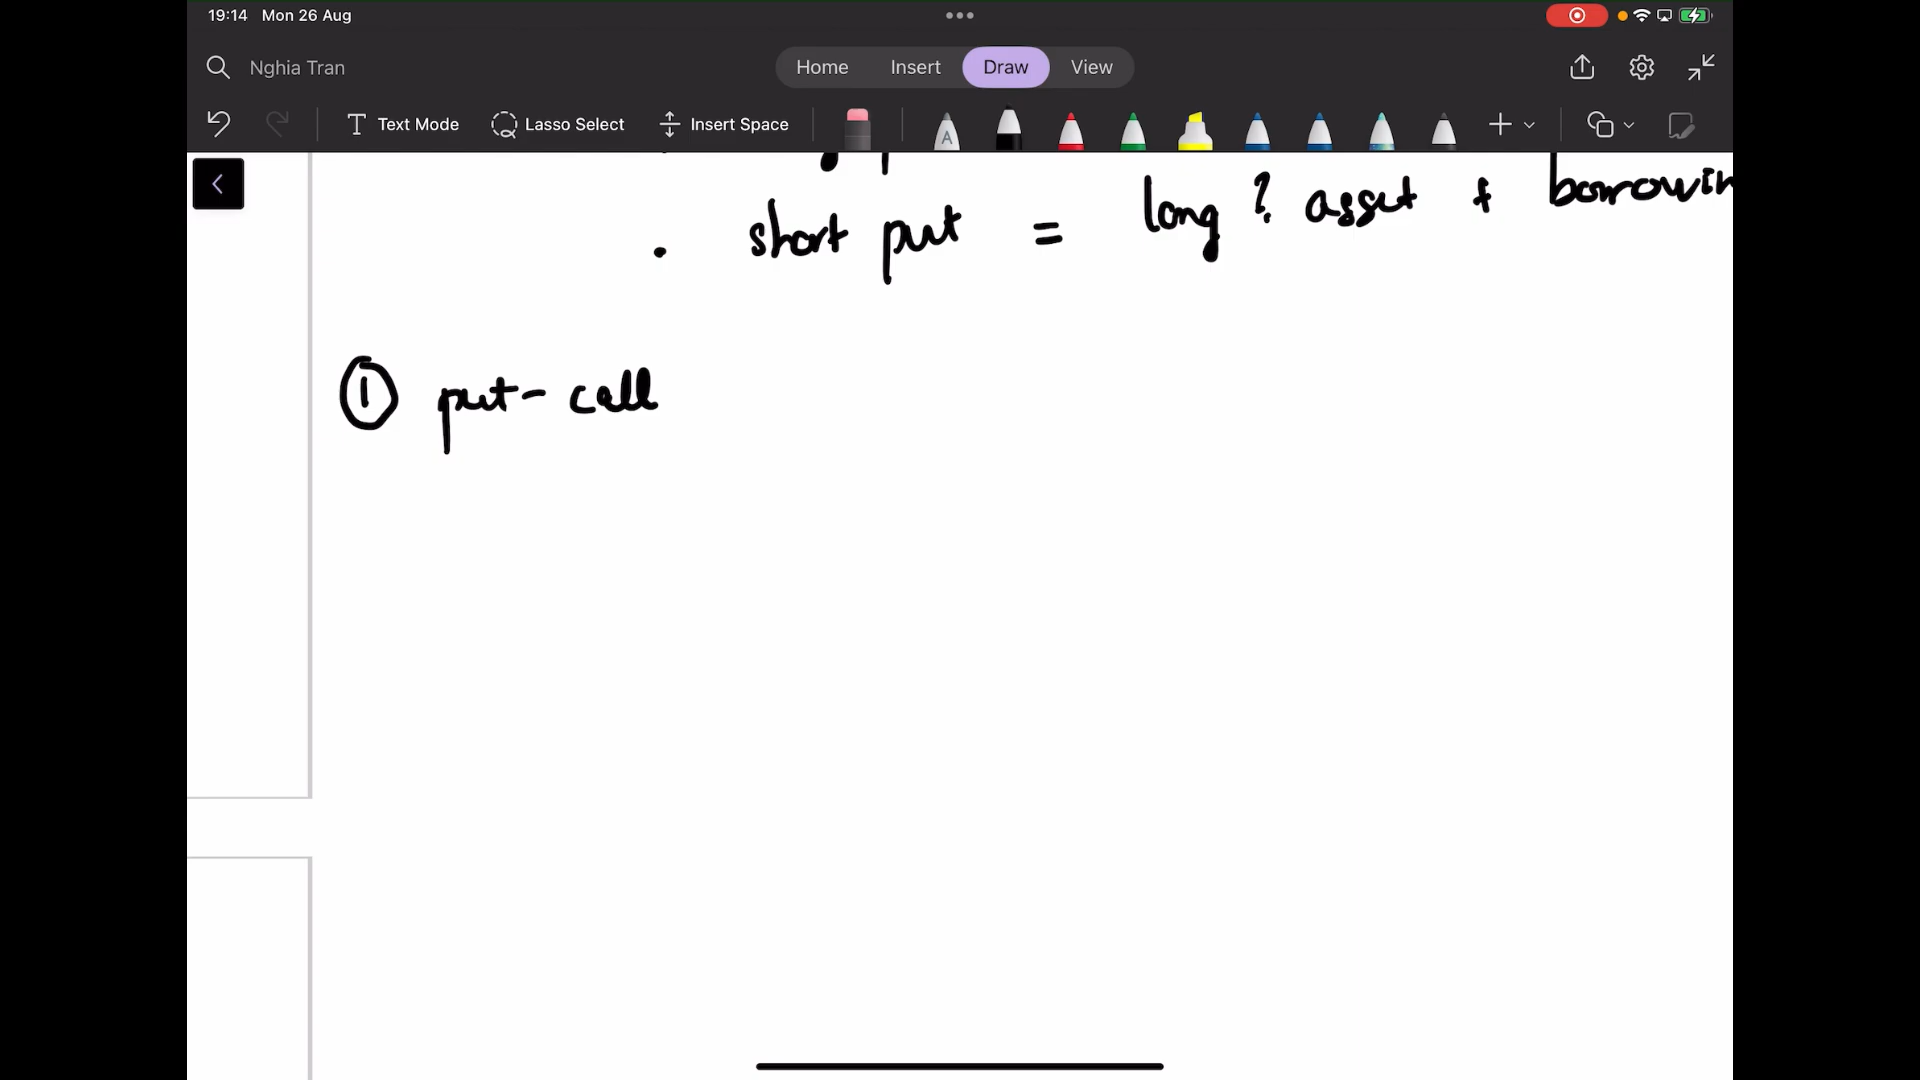 19:14 Mon 26 Aug
Nghia Tran Home Insert Draw View
Text Mode Lasso Select Insert Space A
. short put = long ? asset +
① put- call